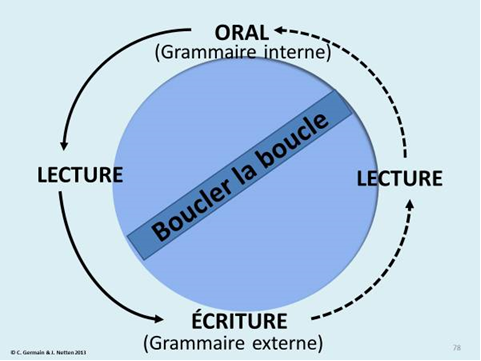 ORAL
(Grammaire interne)
LECTURE
Boucler la boucle
LECTURE
ÉCRITURE
(Grammaire externe)
© C. Germain & J. Netten 2013
78